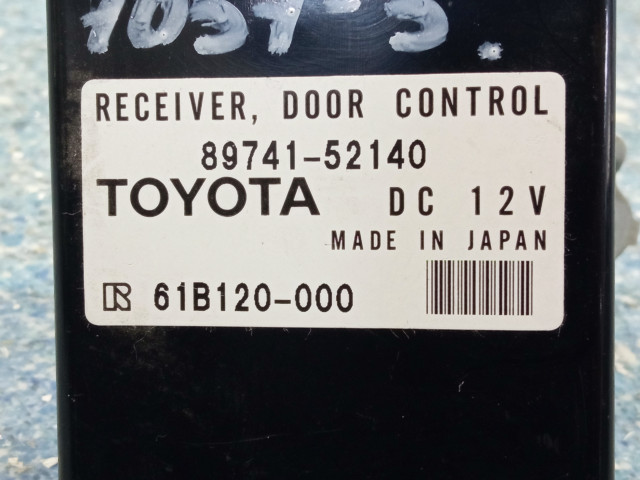 RECEIVER, DOOR CONTROL
89741-52140
TOYOTA DC 12V
MADE IN JAPAN
R 61B120-000